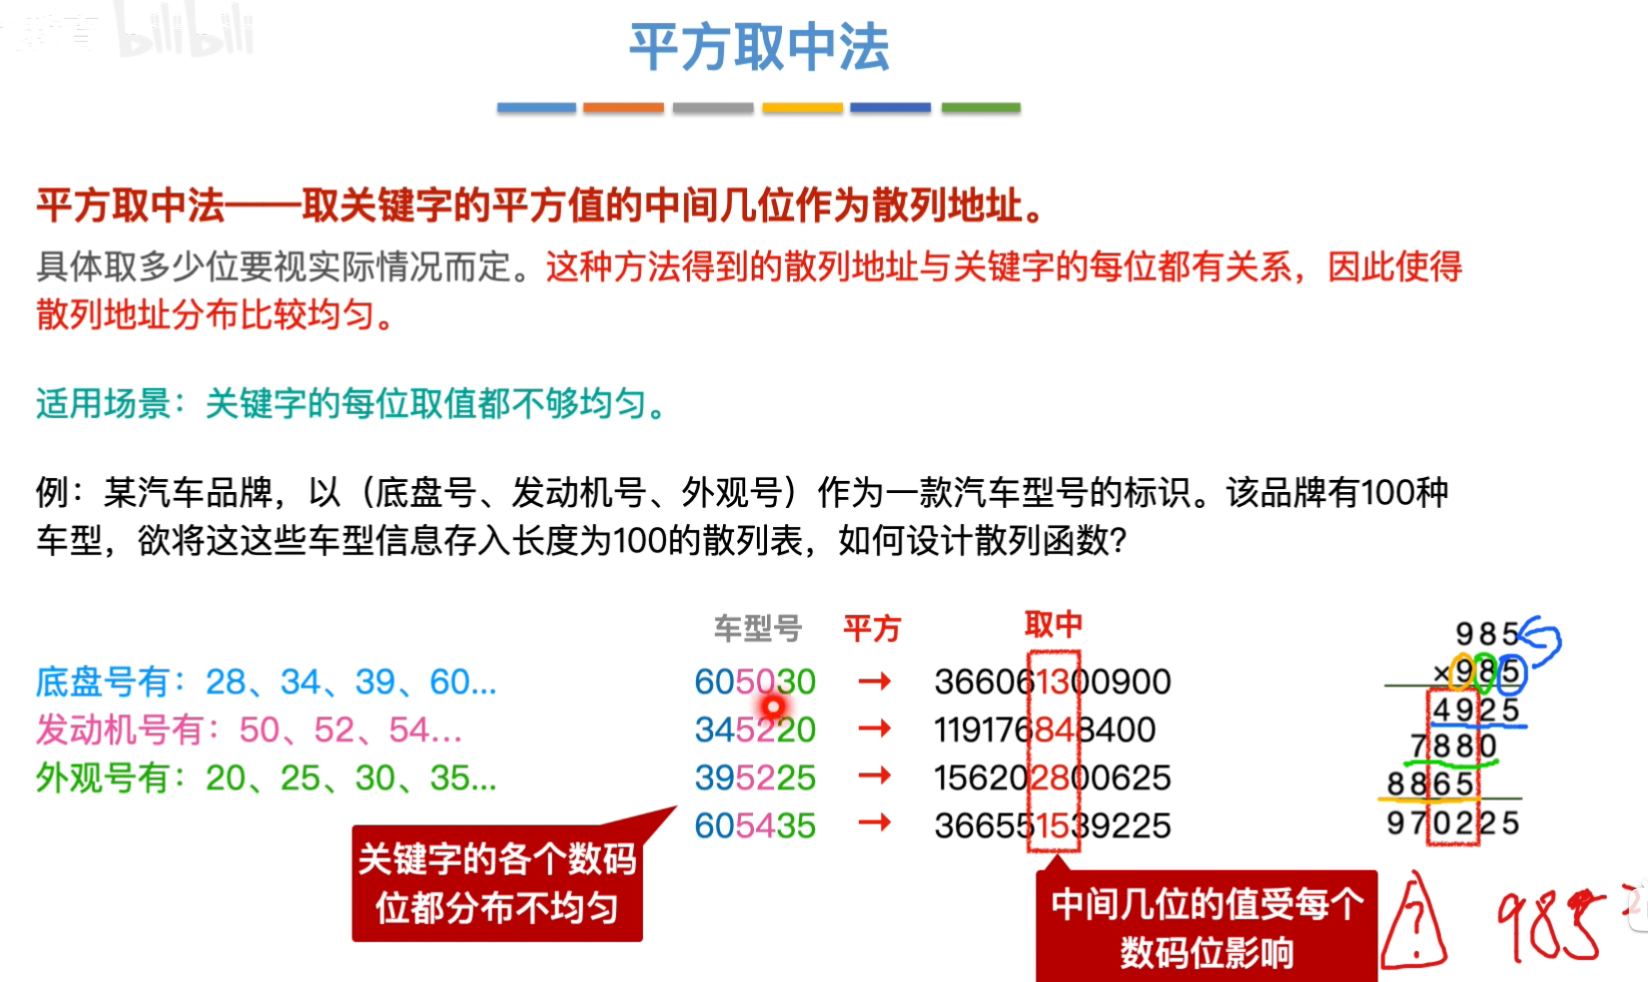 bilibili
平方取中法
平方取中法——取关键字的平方值的中间几位作为散列地址。
具体取多少位要视实际情况而定。这种方法得到的散列地址与关键字的每位都有关系，因此使得
散列地址分布比较均匀。
适用场景：关键字的每位取值都不够均匀。
例：某汽车品牌，以（底盘号、发动机号、外观号）作为一款汽车型号的标识。该品牌有100种
车型，欲将这这些车型信息存入长度为100的散列表，如何设计散列函数?
底盘号有：28、34、39、60...
发动机号有：50、52、54...
外观号有：20、25、30、35...
车型号 平方 取中
605030 → 366061300900
345220 → 119176848400
395225 → 156202800625
605435 → 366551539225
关键字的各个数码
位都分布不均匀
中间几位的值受每个
数码位影响
985
×985
4925
7880
8865
970225
?
985